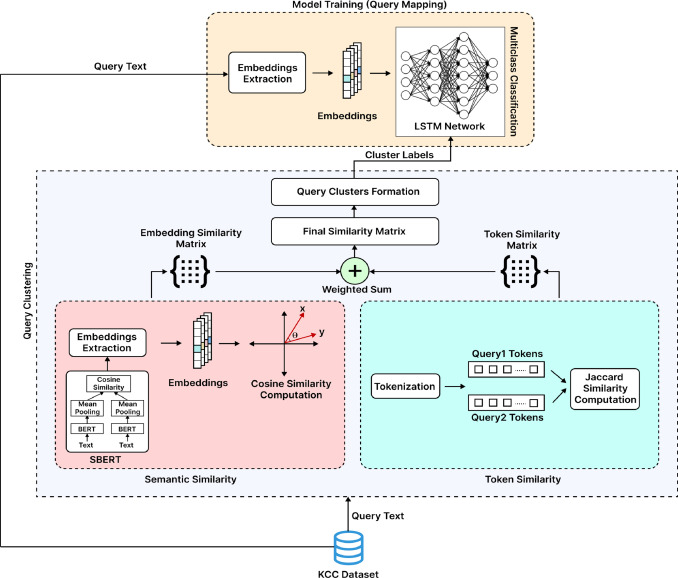 Model Training (Query Mapping)
Query Text
Embeddings
Extraction
Embeddings
LSTM Network
Multiclass Classification
Cluster Labels
Query Clusters Formation
Final Similarity Matrix
Embedding Similarity
Matrix
Token Similarity
Matrix
Weighted Sum
Query Clustering
Embeddings
Extraction
Embeddings
x
y
θ
Cosine Similarity
Computation
Cosine
Similarity
Mean
Pooling
Mean
Pooling
BERT
BERT
Text
Text
SBERT
Semantic Similarity
Tokenization
Query1 Tokens
Query2 Tokens
Jaccard
Similarity
Computation
Token Similarity
Query Text
KCC Dataset